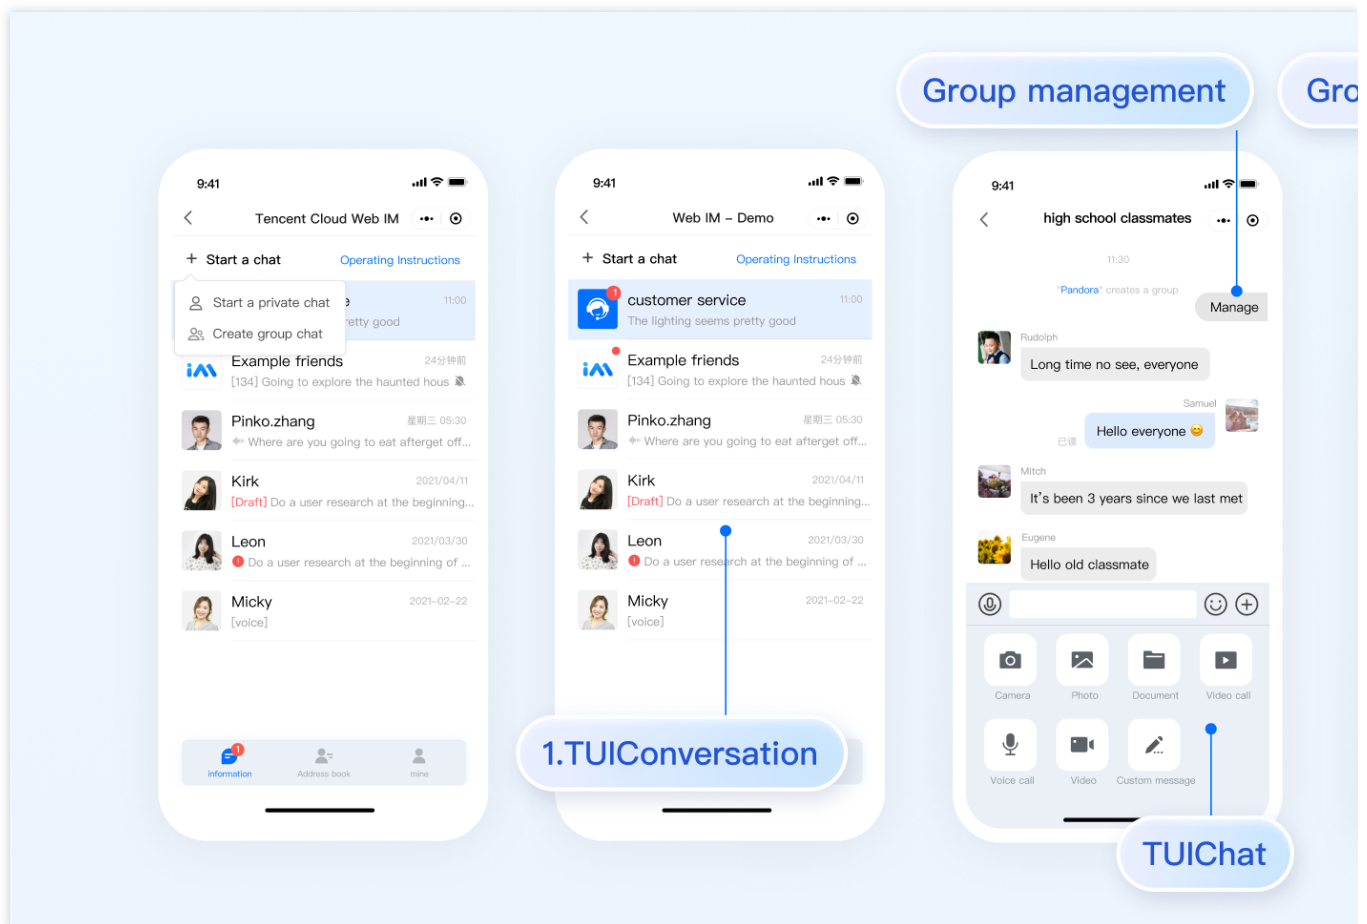 Group management
Gro
9:41
Tencent Cloud Web IM
+ Start a chat
Operating Instructions
Start a private chat
Create group chat
e
11:00
retty good
Example friends
24分钟前
[134] Going to explore the haunted hous
Pinko.zhang
星期三 05:30
Where are you going to eat afterget off...
Kirk
2021/04/11
[Draft] Do a user research at the beginning...
Leon
2021/03/30
Do a user research at the beginning of ...
Micky
2021-02-22
[voice]
1
information
Address book
mine
9:41
Web IM – Demo
+ Start a chat
Operating Instructions
1
customer service
11:00
The lighting seems pretty good
Example friends
24分钟前
[134] Going to explore the haunted hous
Pinko.zhang
星期三 05:30
Where are you going to eat afterget off...
Kirk
2021/04/11
[Draft] Do a user research at the beginning...
Leon
2021/03/30
Do a user research at the beginning of ...
Micky
2021-02-22
[voice]
1.TUIConversation
9:41
high school classmates
11:30
"Pandora" creates a group
Manage
Rudolph
Long time no see, everyone
Samuel
已读
Hello everyone 😊
Mitch
It's been 3 years since we last met
Eugene
Hello old classmate
Camera
Photo
Document
Video call
Voice call
Video
Custom message
TUIChat